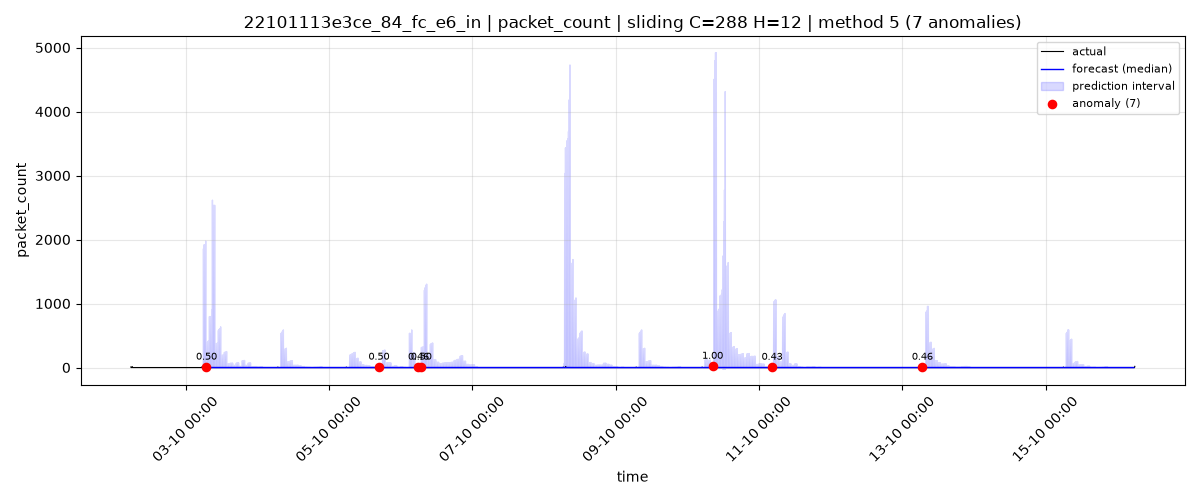 22101113e3ce_84_fc_e6_in | packet_count | sliding C=288 H=12 | method 5 (7 anomalies)
actual
forecast (median)
prediction interval
anomaly (7)
packet_count
5000
4000
3000
2000
1000
0
0.50
0.50
1.00
0.43
0.46
03-10 00:00
05-10 00:00
07-10 00:00
09-10 00:00
11-10 00:00
13-10 00:00
15-10 00:00
time